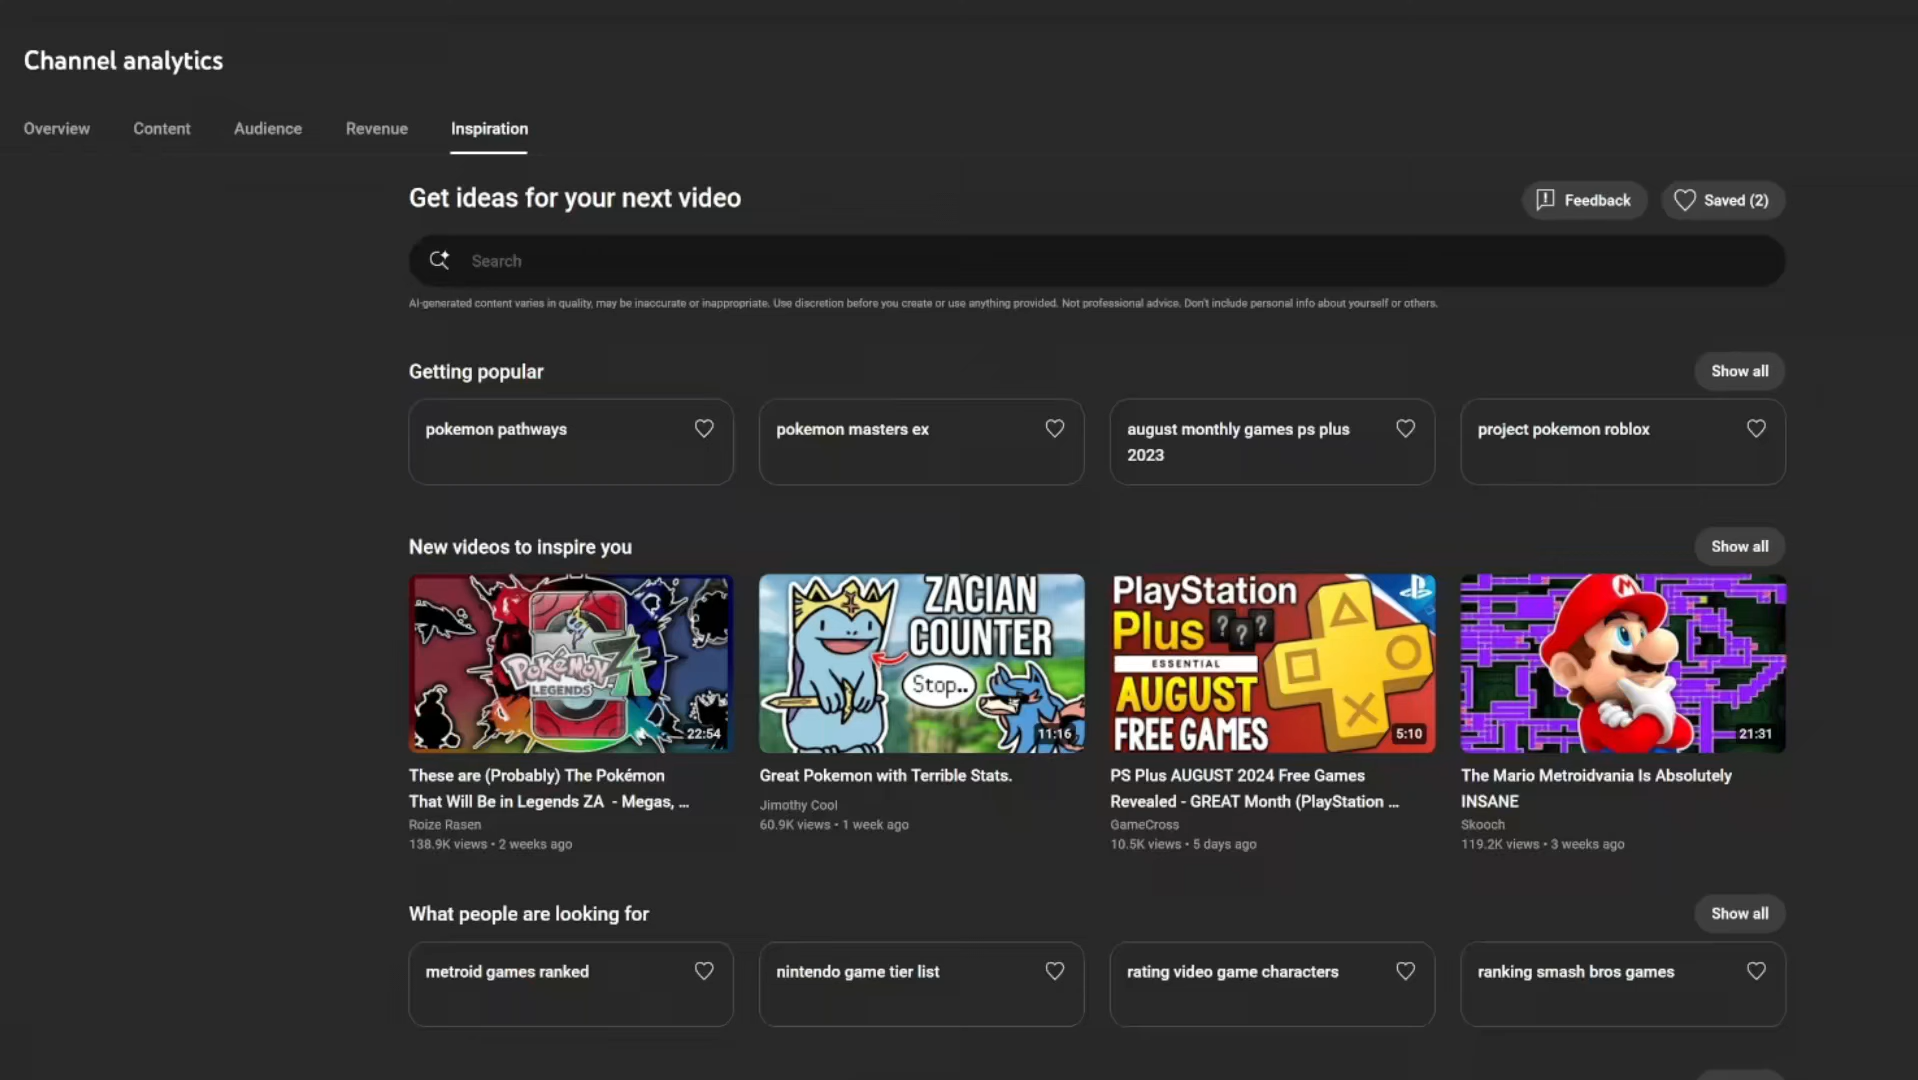 Channel analytics
Overview Content Audience Revenue Inspiration
Get ideas for your next video
Feedback
Saved (2)
Search
AI-generated content varies in quality, may be inaccurate or inappropriate. Use discretion before you create or use anything provided. Not professional advice. Don't include personal info about yourself or others.
Getting popular
Show all
pokemon pathways
pokemon masters ex
august monthly games ps plus
2023
project pokemon roblox
New videos to inspire you
Show all
POKéMON
LEGENDS ZA
22:54
ZACIAN
COUNTER
Stop..
11:16
PlayStation
Plus ???
ESSENTIAL
AUGUST
FREE GAMES
5:10
M
21:31
These are (Probably) The Pokémon
That Will Be in Legends ZA - Megas, ...
Roize Rasen
138.9K views • 2 weeks ago
Great Pokemon with Terrible Stats.
Jimothy Cool
60.9K views • 1 week ago
PS Plus AUGUST 2024 Free Games
Revealed - GREAT Month (PlayStation ...
GameCross
10.5K views • 5 days ago
The Mario Metroidvania Is Absolutely
INSANE
Skooch
119.2K views • 3 weeks ago
What people are looking for
Show all
metroid games ranked
nintendo game tier list
rating video game characters
ranking smash bros games